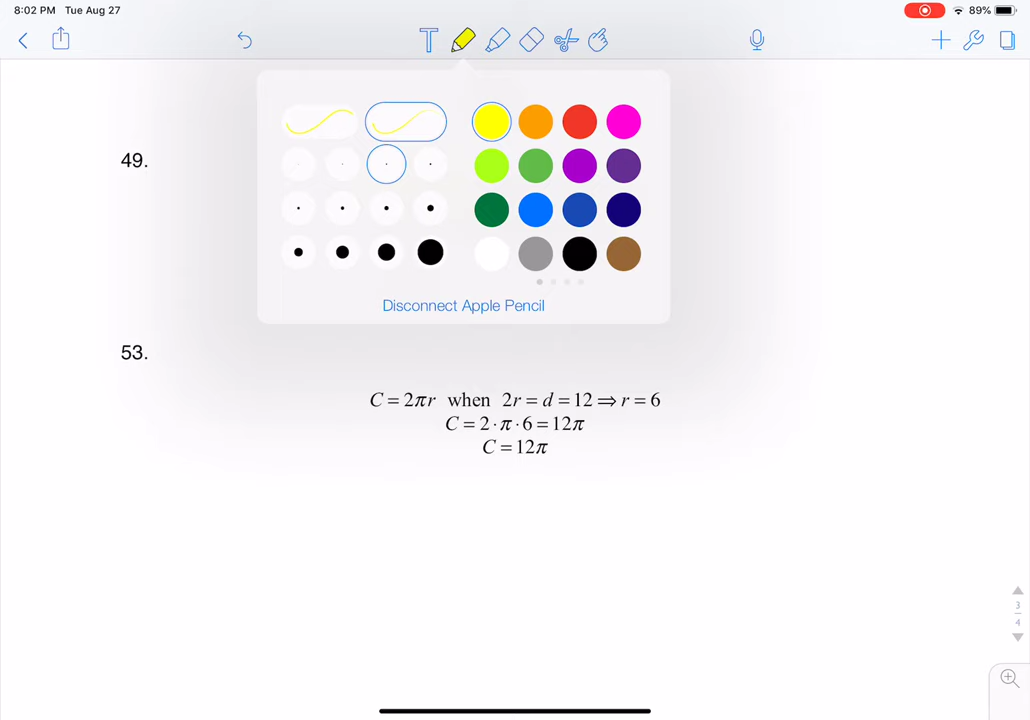 8:02 PM Tue Aug 27
89%
T
49.
Disconnect Apple Pencil
53.
C = 2πr when 2r = d = 12 ⇒ r = 6
C = 2 · π · 6 = 12π
C = 12π
3
4